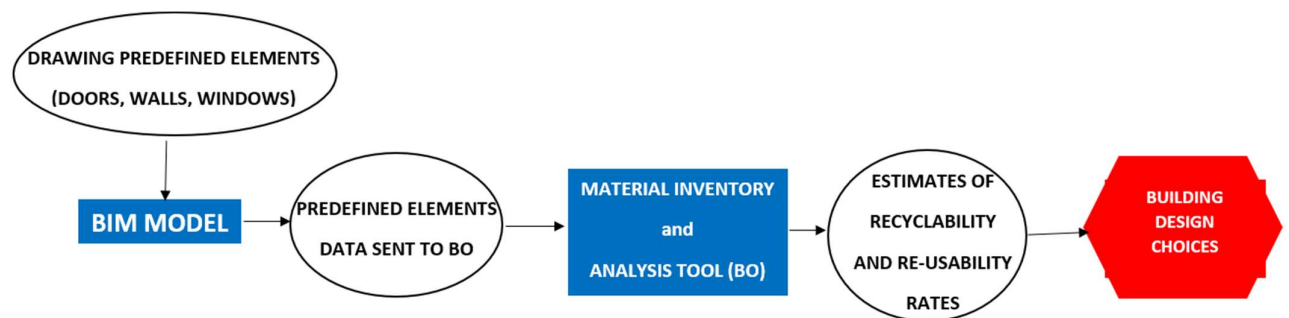 DRAWING PREDEFINED ELEMENTS
(DOORS, WALLS, WINDOWS)
BIM MODEL
PREDEFINED ELEMENTS
DATA SENT TO BO
MATERIAL INVENTORY
and
ANALYSIS TOOL (BO)
ESTIMATES OF
RECYCLABILITY
AND RE-USABILITY
RATES
BUILDING
DESIGN
CHOICES